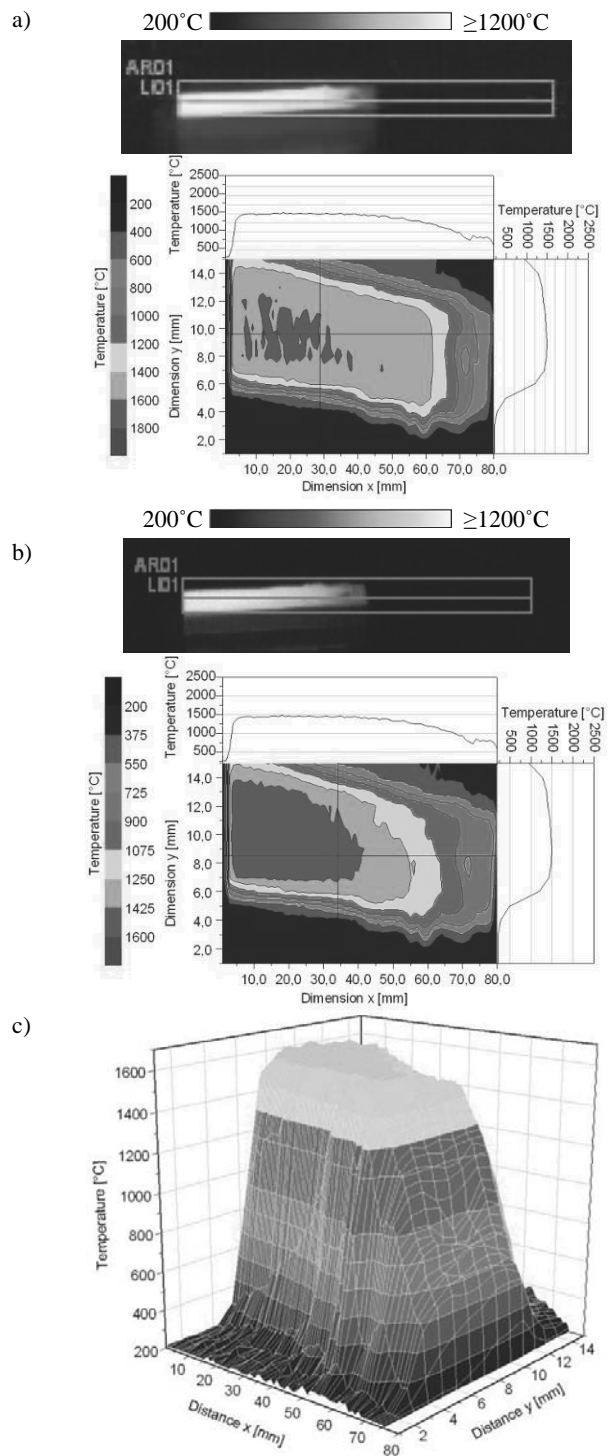 a)
200˚C ≥1200˚C
AR01
LI01
Temperature [°C]
2500
2000
1500
1000
500
Temperature [°C]
500
1000
1500
2000
2500
Temperature [°C]
200
400
600
800
1000
1200
1400
1600
1800
Dimension y [mm]
14,0
12,0
10,0
8,0
6,0
4,0
2,0
10,0 20,0 30,0 40,0 50,0 60,0 70,0 80,0
Dimension x [mm]
b)
200˚C ≥1200˚C
AR01
LI01
Temperature [°C]
2500
2000
1500
1000
500
Temperature [°C]
500
1000
1500
2000
2500
Temperature [°C]
200
375
550
725
900
1075
1250
1425
1600
Dimension y [mm]
14,0
12,0
10,0
8,0
6,0
4,0
2,0
10,0 20,0 30,0 40,0 50,0 60,0 70,0 80,0
Dimension x [mm]
c)
Temperature [°C]
1600
1400
1200
1000
800
600
400
200
10 20 30 40 50 60 70 80
Distance x [mm]
2 4 6 8 10 12 14
Distance y [mm]